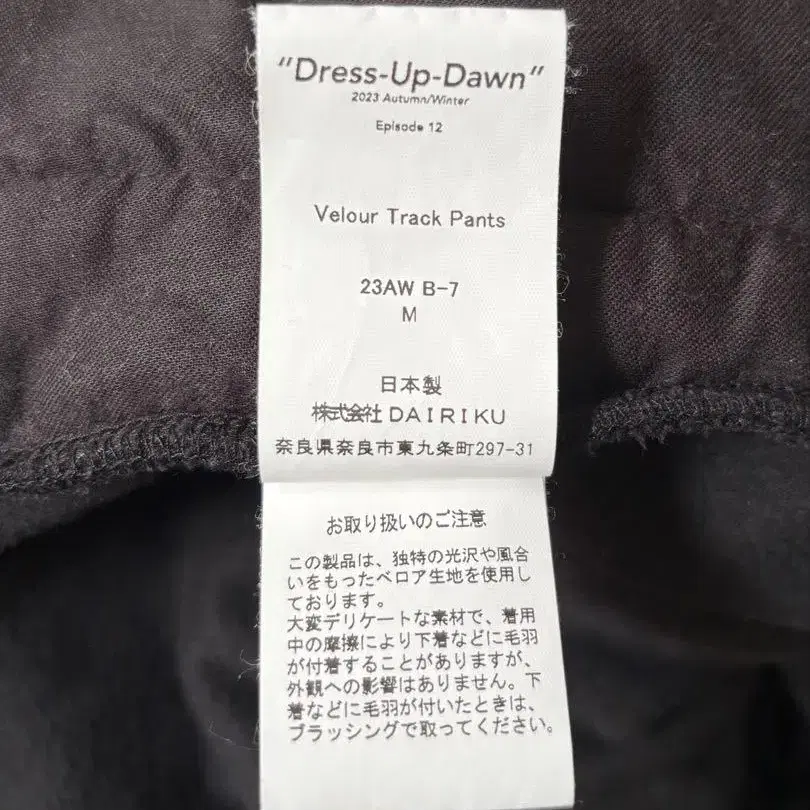 "Dress-Up-Dawn"
2023 Autumn/Winter
Episode 12
Velour Track Pants
23AW B-7
M
日本製
株式会社 DAIRIKU
奈良県奈良市東九条町297-31
お取り扱いのご注意
この製品は、独特の光沢や風合
いをもったベロア生地を使用し
ております。
大変デリケートな素材で、着用
中の摩擦により下着などに毛羽
が付着することがありますが、
外観への影響はありません。下
着などに毛羽が付いたときは、
ブラッシングで取ってください。